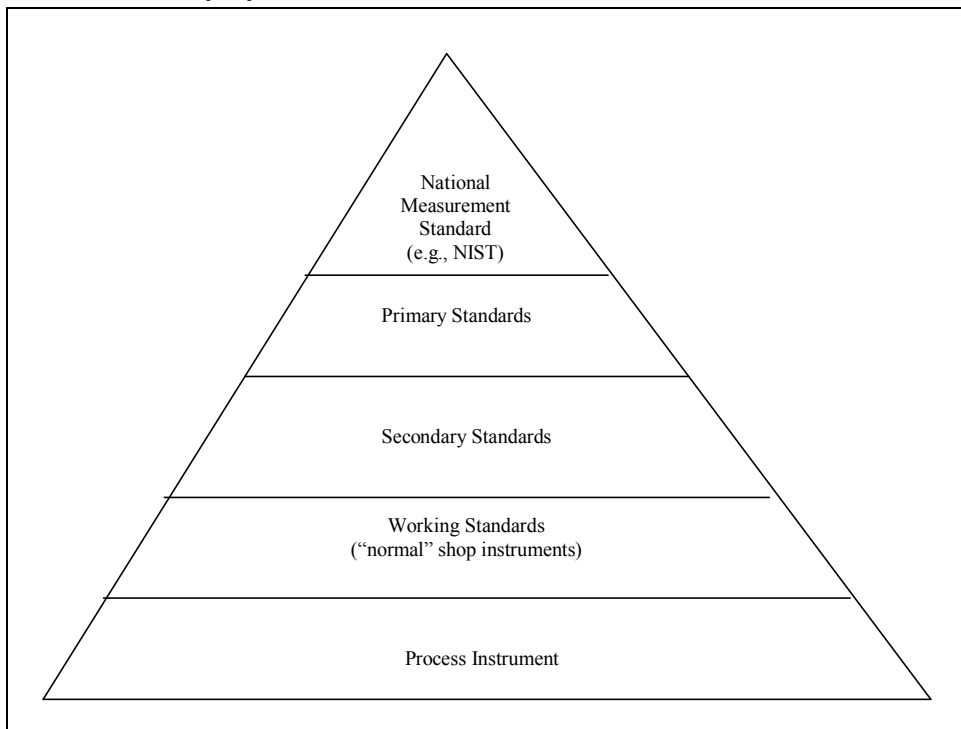 National
Measurement
Standard
(e.g., NIST)
Primary Standards
Secondary Standards
Working Standards
(“normal” shop instruments)
Process Instrument